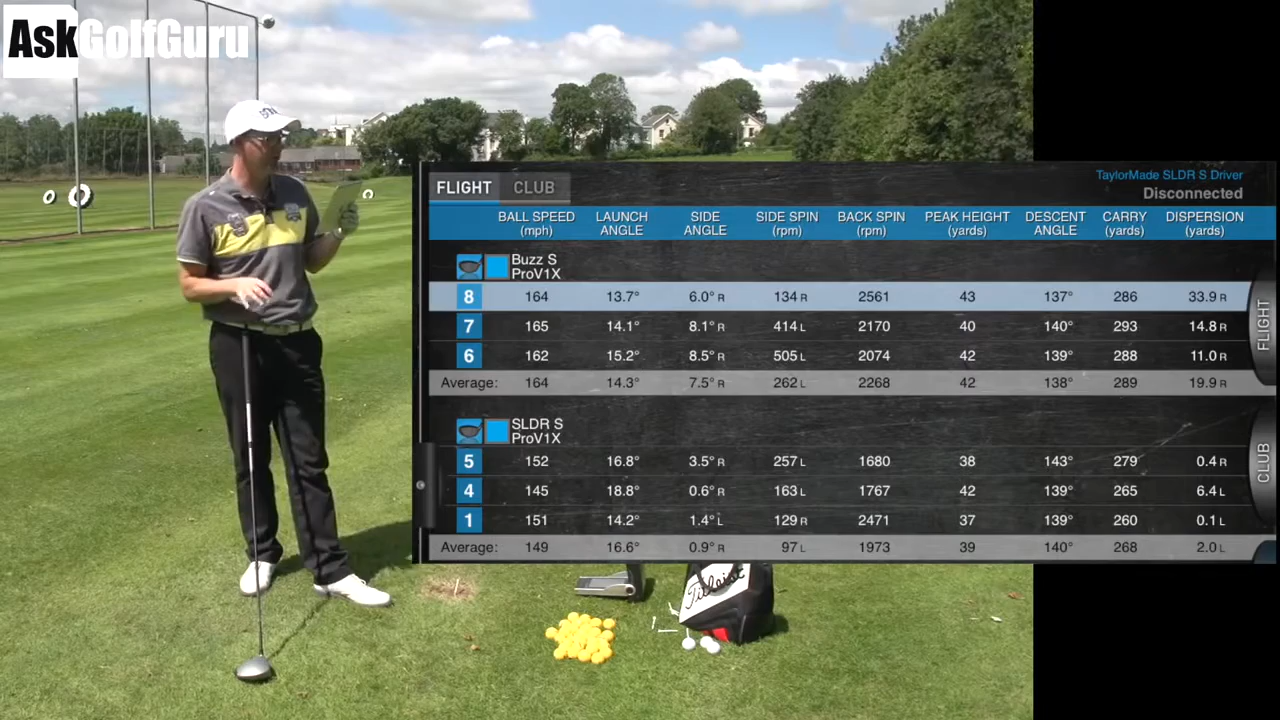 AskGolfGuru
FLIGHT CLUB
TaylorMade SLDR S Driver
Disconnected
BALL SPEED (mph) LAUNCH ANGLE SIDE ANGLE SIDE SPIN (rpm) BACK SPIN (rpm) PEAK HEIGHT (yards) DESCENT ANGLE CARRY (yards) DISPERSION (yards)
Buzz S
ProV1X
8 164 13.7° 6.0° R 134 R 2561 43 137° 286 33.9 R
7 165 14.1° 8.1° R 414 L 2170 40 140° 293 14.8 R
6 162 15.2° 8.5° R 505 L 2074 42 139° 288 11.0 R
Average: 164 14.3° 7.5° R 262 L 2268 42 138° 289 19.9 R
FLIGHT
SLDR S
ProV1X
5 152 16.8° 3.5° R 257 L 1680 38 143° 279 0.4 R
4 145 18.8° 0.6° R 163 L 1767 42 139° 265 6.4 L
1 151 14.2° 1.4° L 129 R 2471 37 139° 260 0.1 L
Average: 149 16.6° 0.9° R 97 L 1973 39 140° 268 2.0 L
CLUB
Titleist